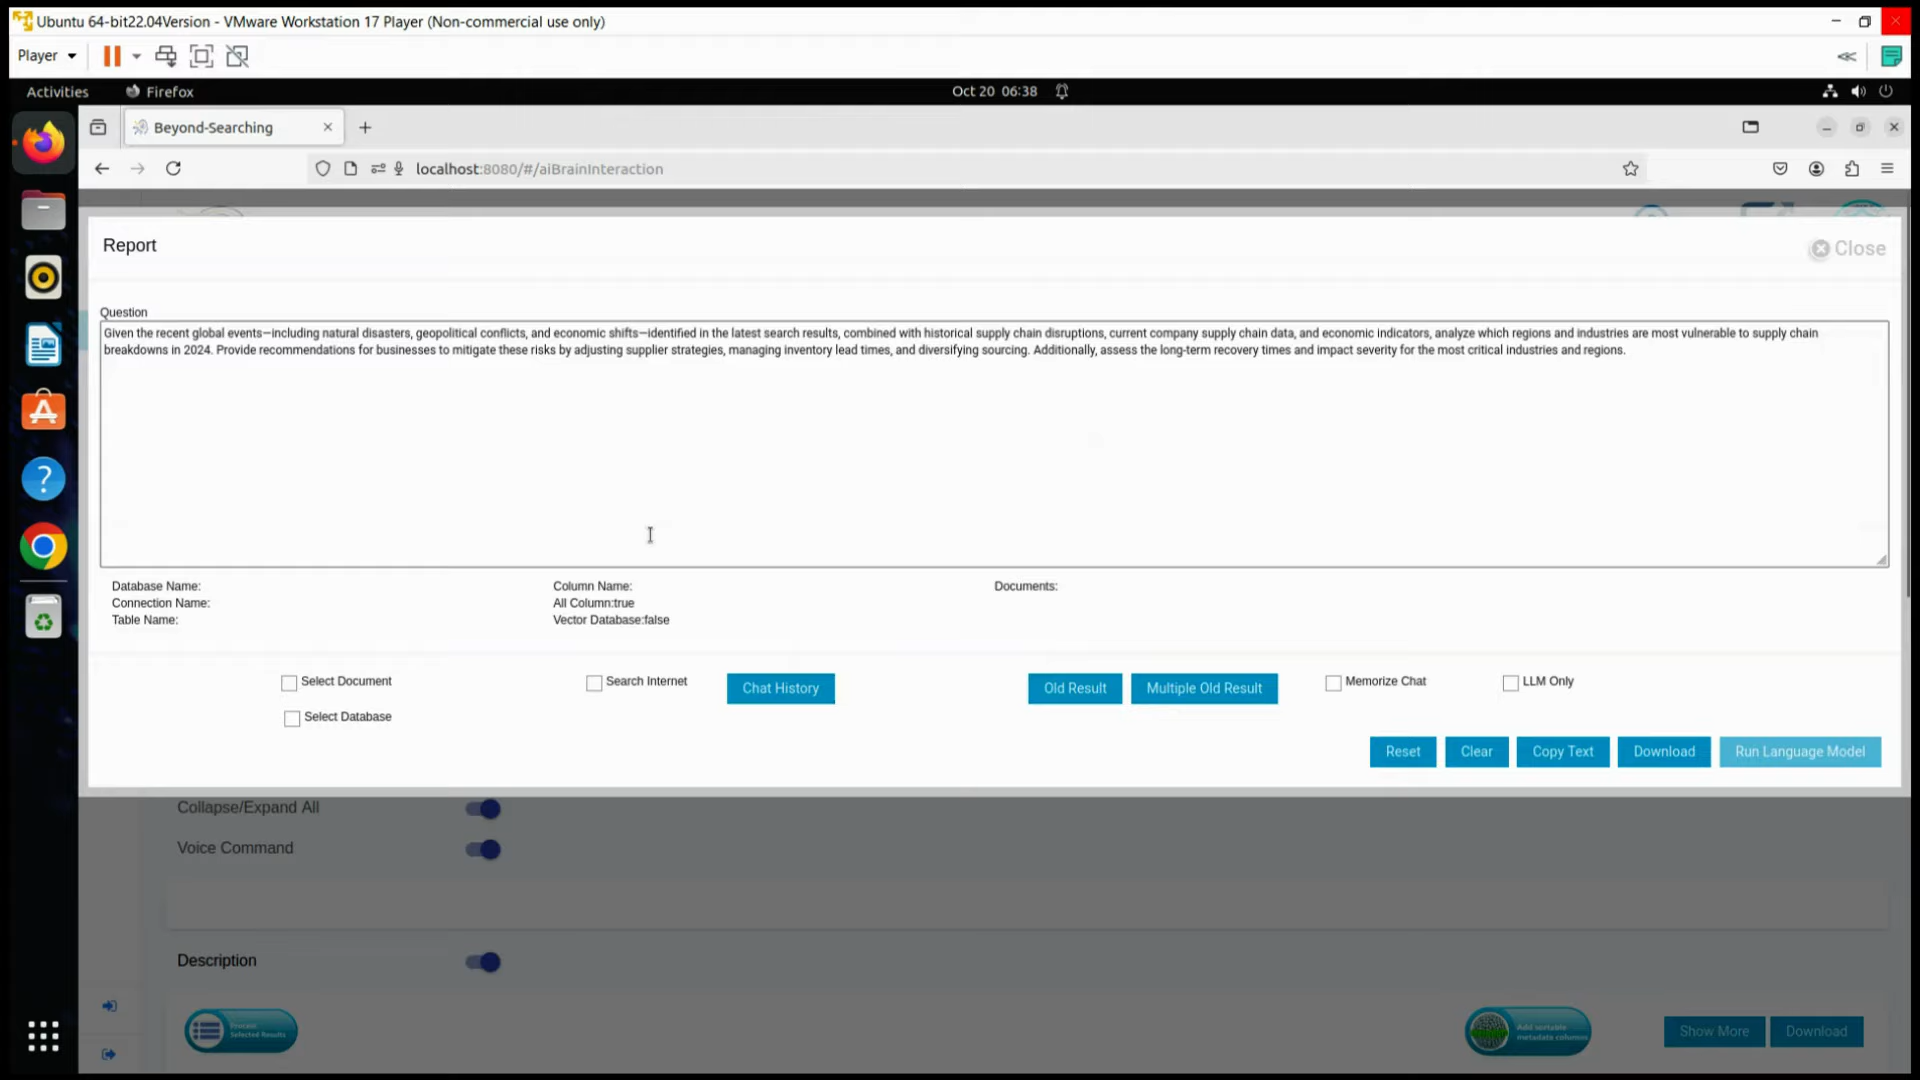 Ubuntu 64-bit22.04Version - VMware Workstation 17 Player (Non-commercial use only)
Player
Activities
Firefox
Oct 20 06:38
Beyond-Searching
localhost:8080/#/aiBrainInteraction
Report
Close
Question
Given the recent global events—including natural disasters, geopolitical conflicts, and economic shifts—identified in the latest search results, combined with historical supply chain disruptions, current company supply chain data, and economic indicators, analyze which regions and industries are most vulnerable to supply chain
breakdowns in 2024. Provide recommendations for businesses to mitigate these risks by adjusting supplier strategies, managing inventory lead times, and diversifying sourcing. Additionally, assess the long-term recovery times and impact severity for the most critical industries and regions.
Database Name:
Column Name:
Documents:
Connection Name:
All Column:true
Table Name:
Vector Database:false
Select Document
Search Internet
Chat History
Old Result
Multiple Old Result
Memorize Chat
LLM Only
Select Database
Reset
Clear
Copy Text
Download
Run Language Model
Collapse/Expand All
Voice Command
Description
Process
Selected Results
Add sortable
metadata columns
Show More
Download